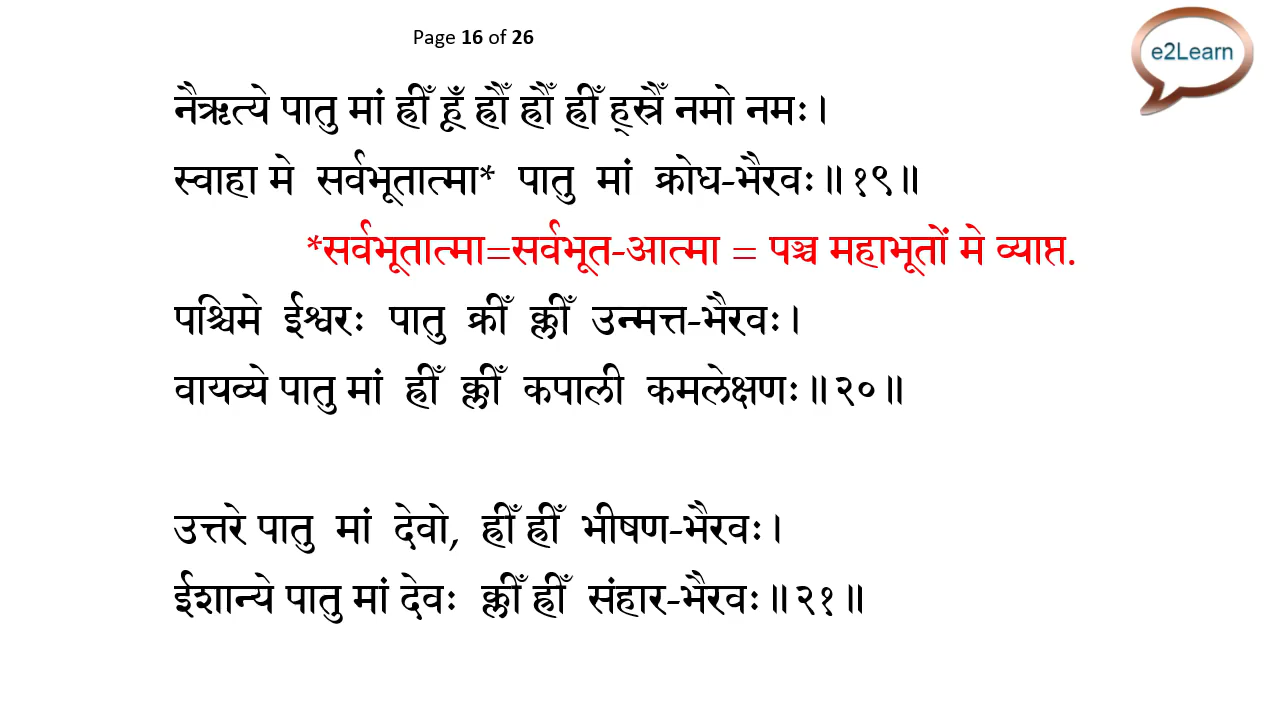 Page 16 of 26
e2Learn
नैऋत्ये पातु मां ह्रीँ हूँ ह्रौँ ह्रौँ ह्रीँ ह्स्रैँ नमो नमः।
स्वाहा मे सर्वभूतात्मा* पातु मां क्रोध-भैरवः॥१९॥
*सर्वभूतात्मा=सर्वभूत-आत्मा = पञ्च महाभूतों मे व्याप्त.
पश्चिमे ईश्वरः पातु क्रीँ क्लीँ उन्मत्त-भैरवः।
वायव्ये पातु मां ह्रीँ क्लीँ कपाली कमलेक्षणः॥२०॥
उत्तरे पातु मां देवो, ह्रीँ ह्रीँ भीषण-भैरवः।
ईशान्ये पातु मां देवः क्लीँ ह्रीँ संहार-भैरवः॥२१॥